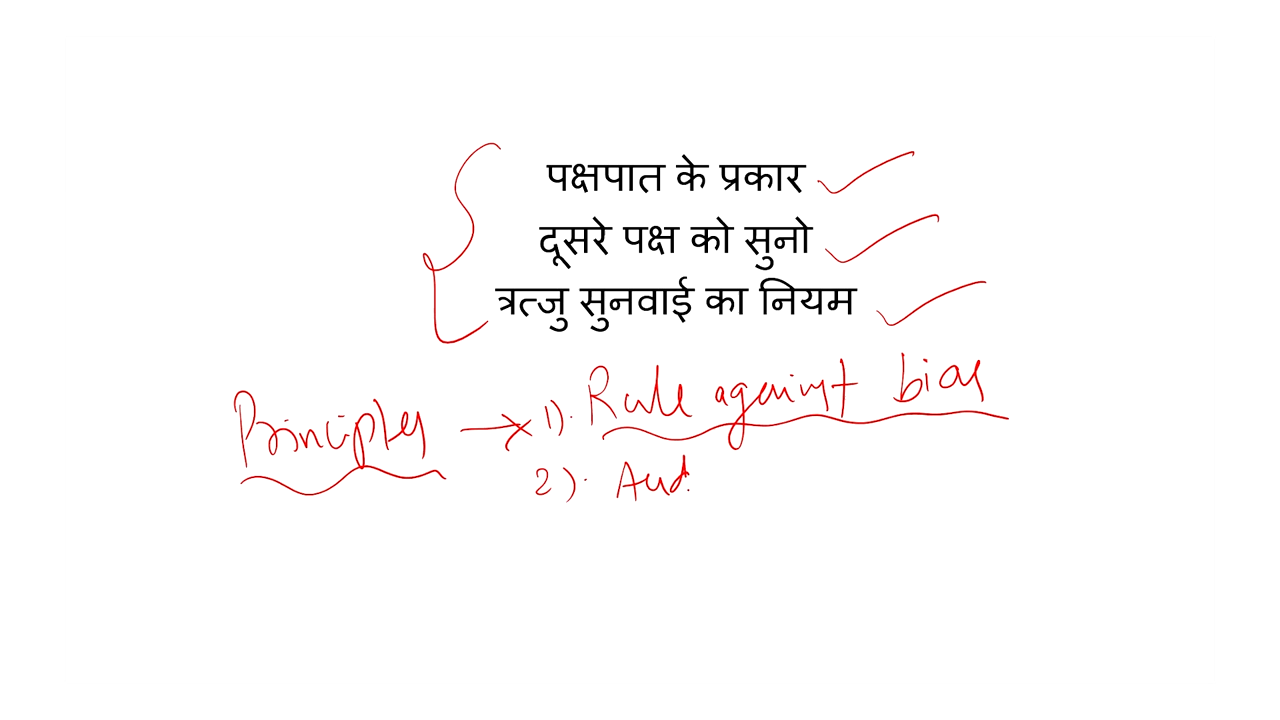 पक्षपात के प्रकार
दूसरे पक्ष को सुनो
त्रत्जु सुनवाई का नियम
Principles → 1). Rule against bias
2). Aud